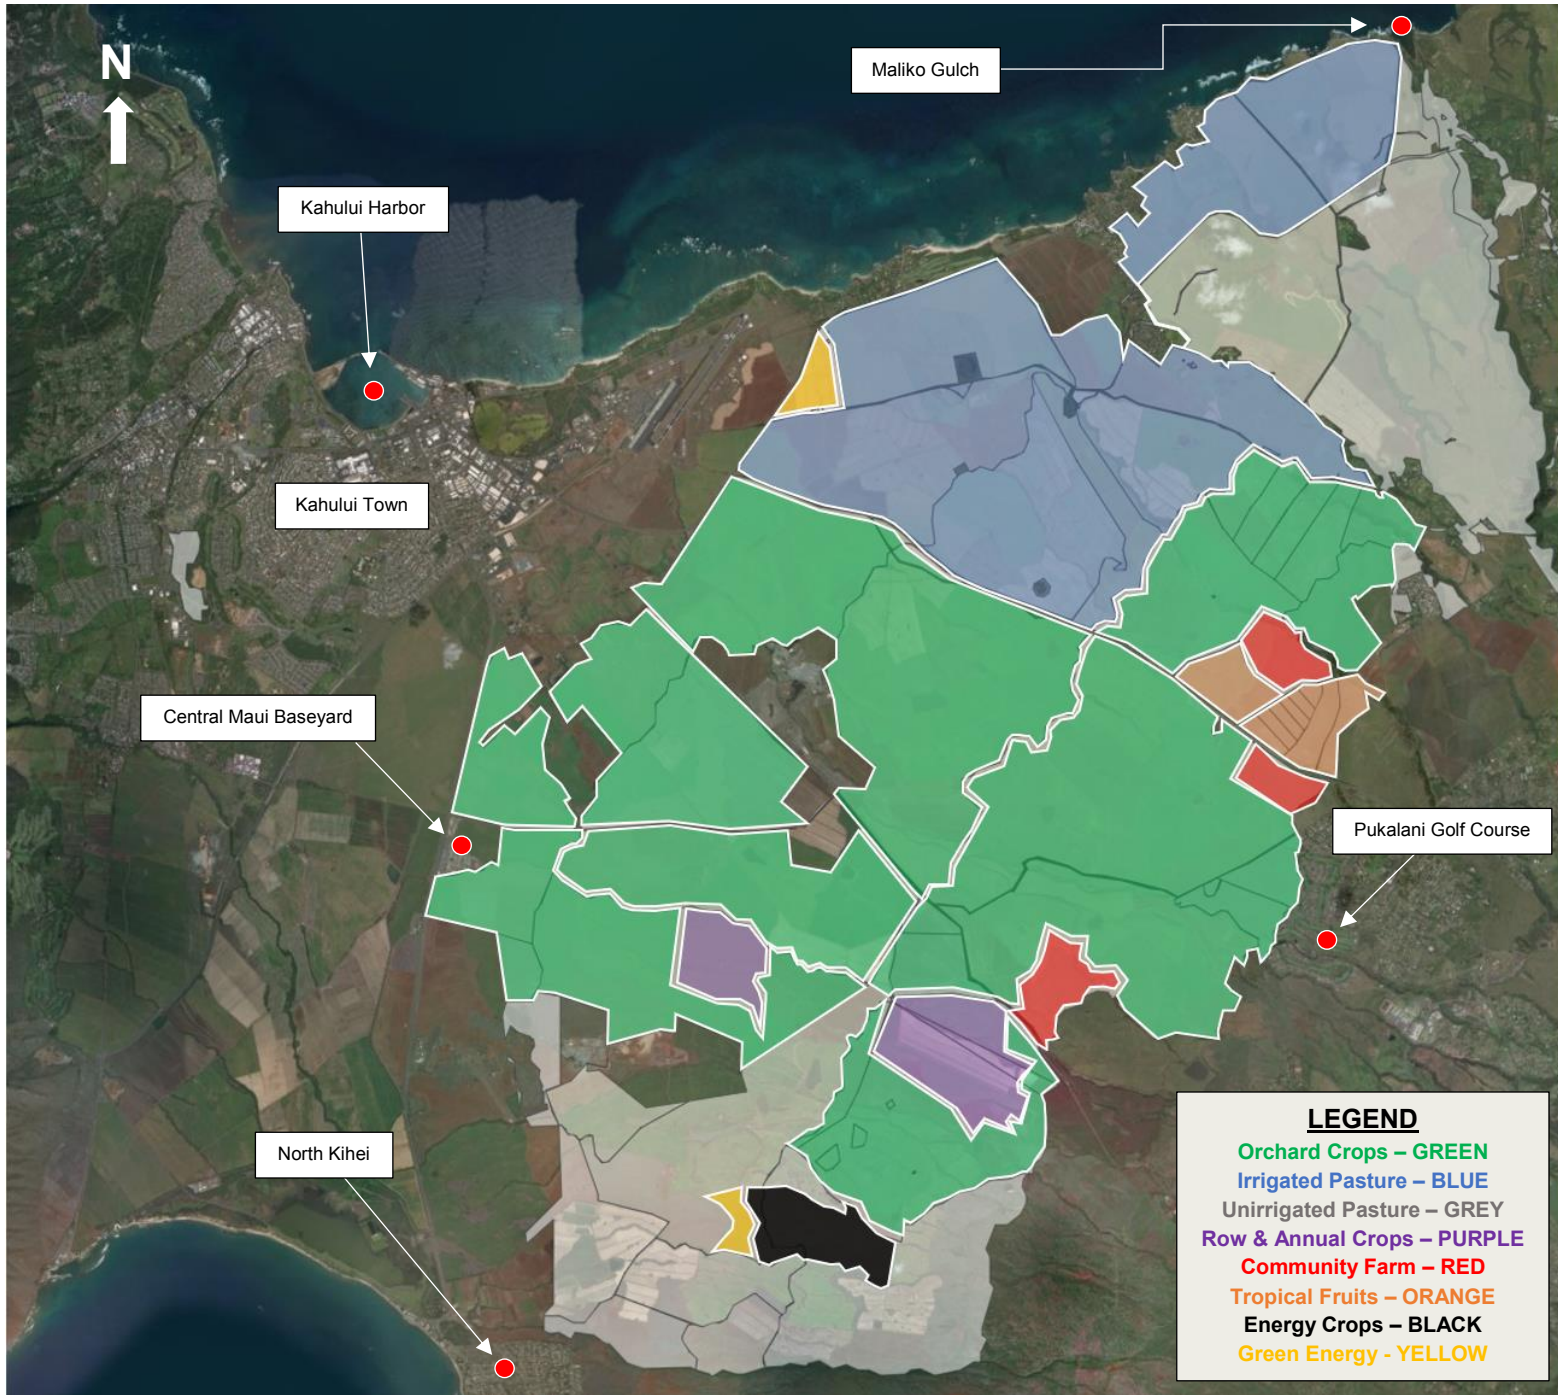 N
Maliko Gulch
Kahului Harbor
Kahului Town
Central Maui Baseyard
Pukalani Golf Course
North Kihei
LEGEND
Orchard Crops – GREEN
Irrigated Pasture – BLUE
Unirrigated Pasture – GREY
Row & Annual Crops – PURPLE
Community Farm – RED
Tropical Fruits – ORANGE
Energy Crops – BLACK
Green Energy - YELLOW